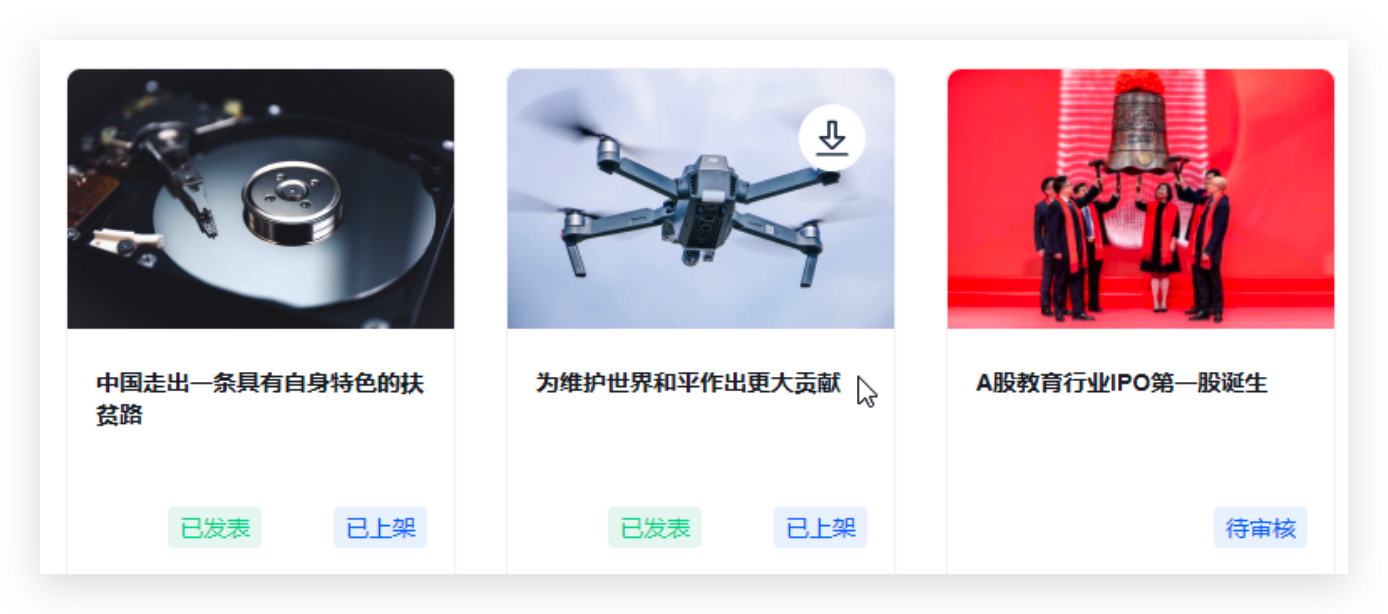 中国走出一条具有自身特色的扶
贫路
为维护世界和平作出更大贡献
A股教育行业IPO第一股诞生
已发表
已上架
已发表
已上架
待审核